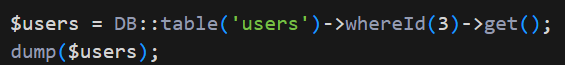 $users = DB::table('users')->whereId(3)->get();
dump($users);